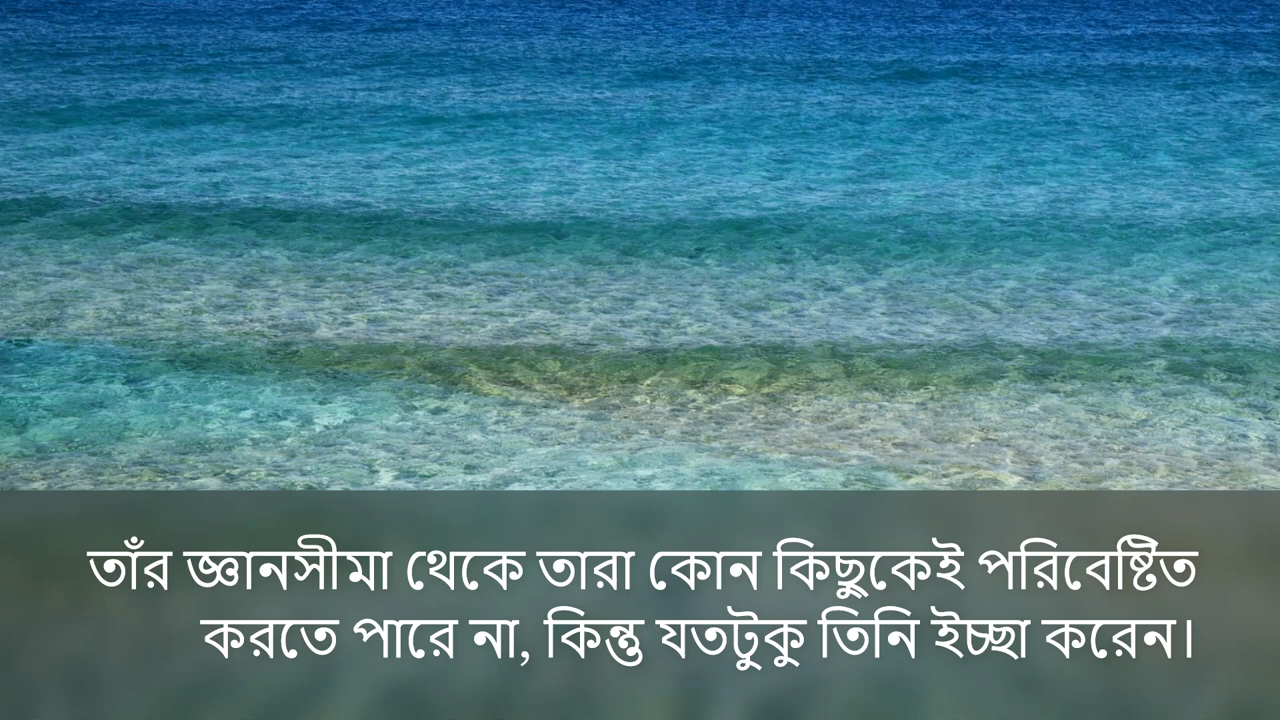 তাঁর জ্ঞানসীমা থেকে তারা কোন কিছুকেই পরিবেষ্টিত
করতে পারে না, কিন্তু যতটুকু তিনি ইচ্ছা করেন।